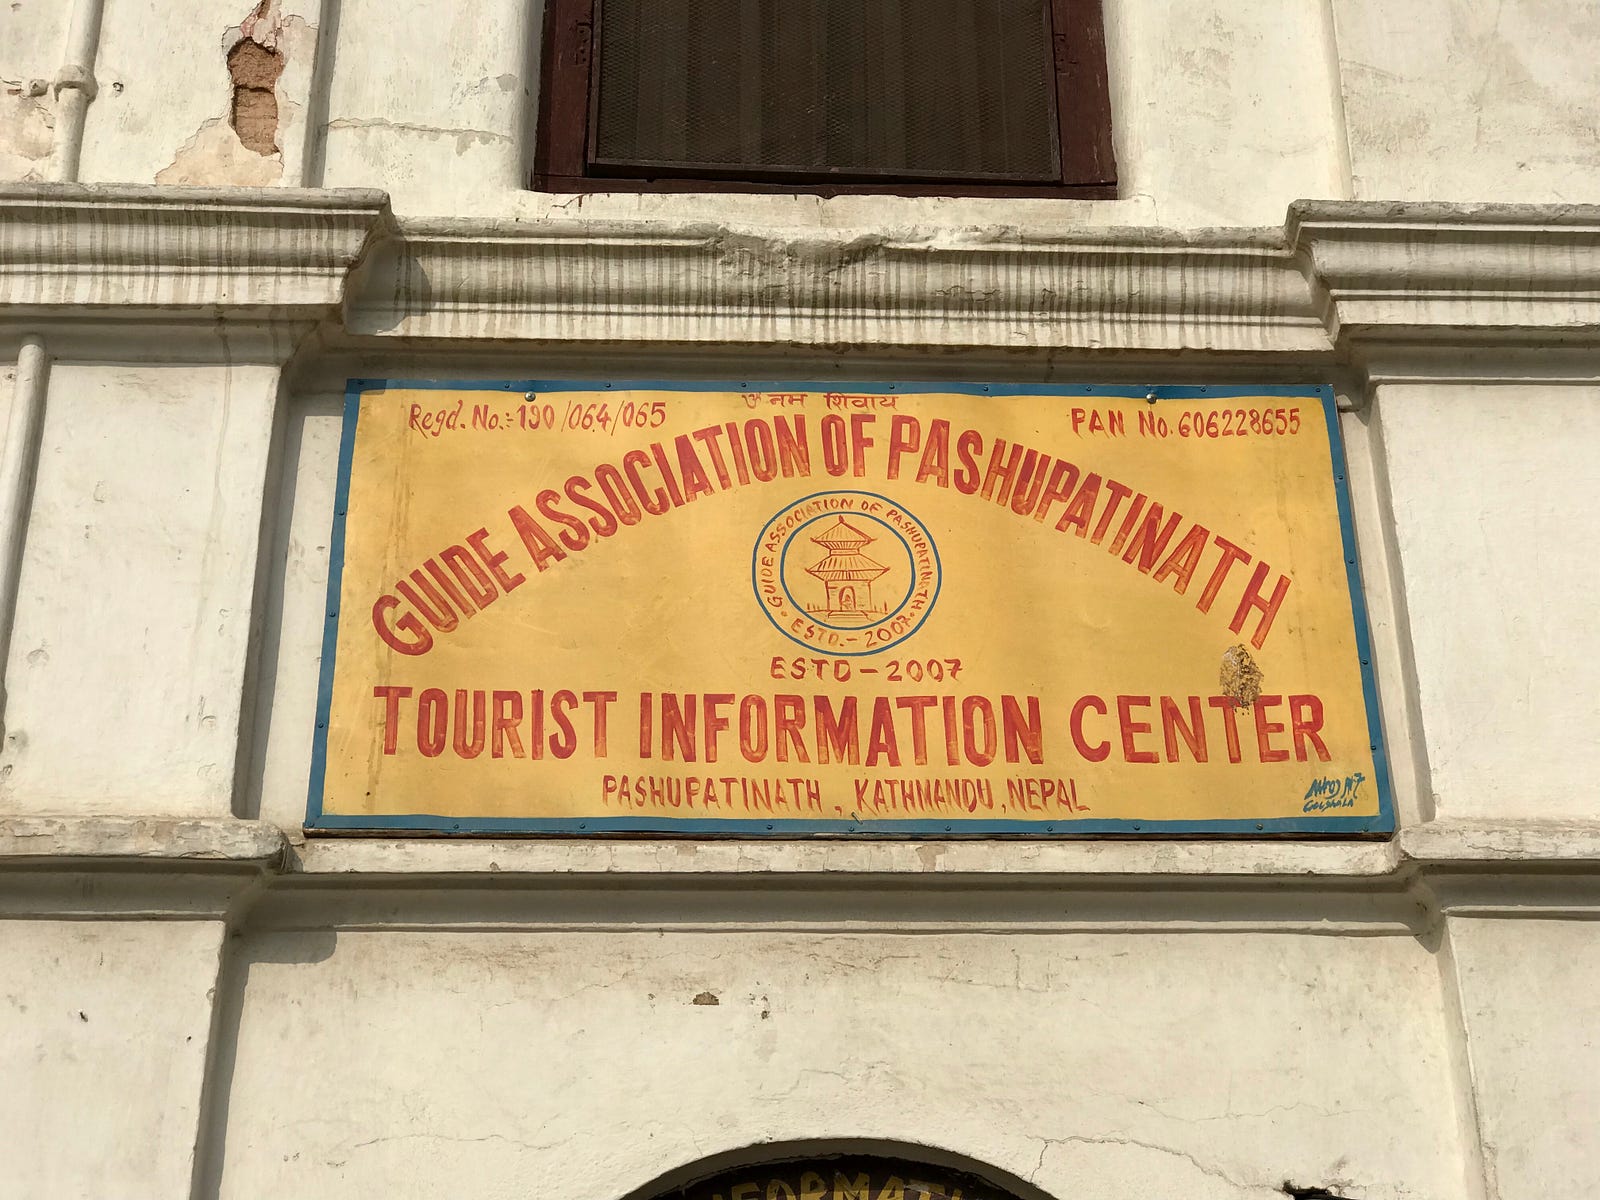 ॐ नम शिवाय
Regd. No.:- 190/064/065
PAN No. 606228655
GUIDE ASSOCIATION OF PASHUPATINATH
GUIDE ASSOCIATION OF PASHUPATINATH
ESTD.-2007
ESTD-2007
TOURIST INFORMATION CENTER
PASHUPATINATH, KATHMANDU, NEPAL